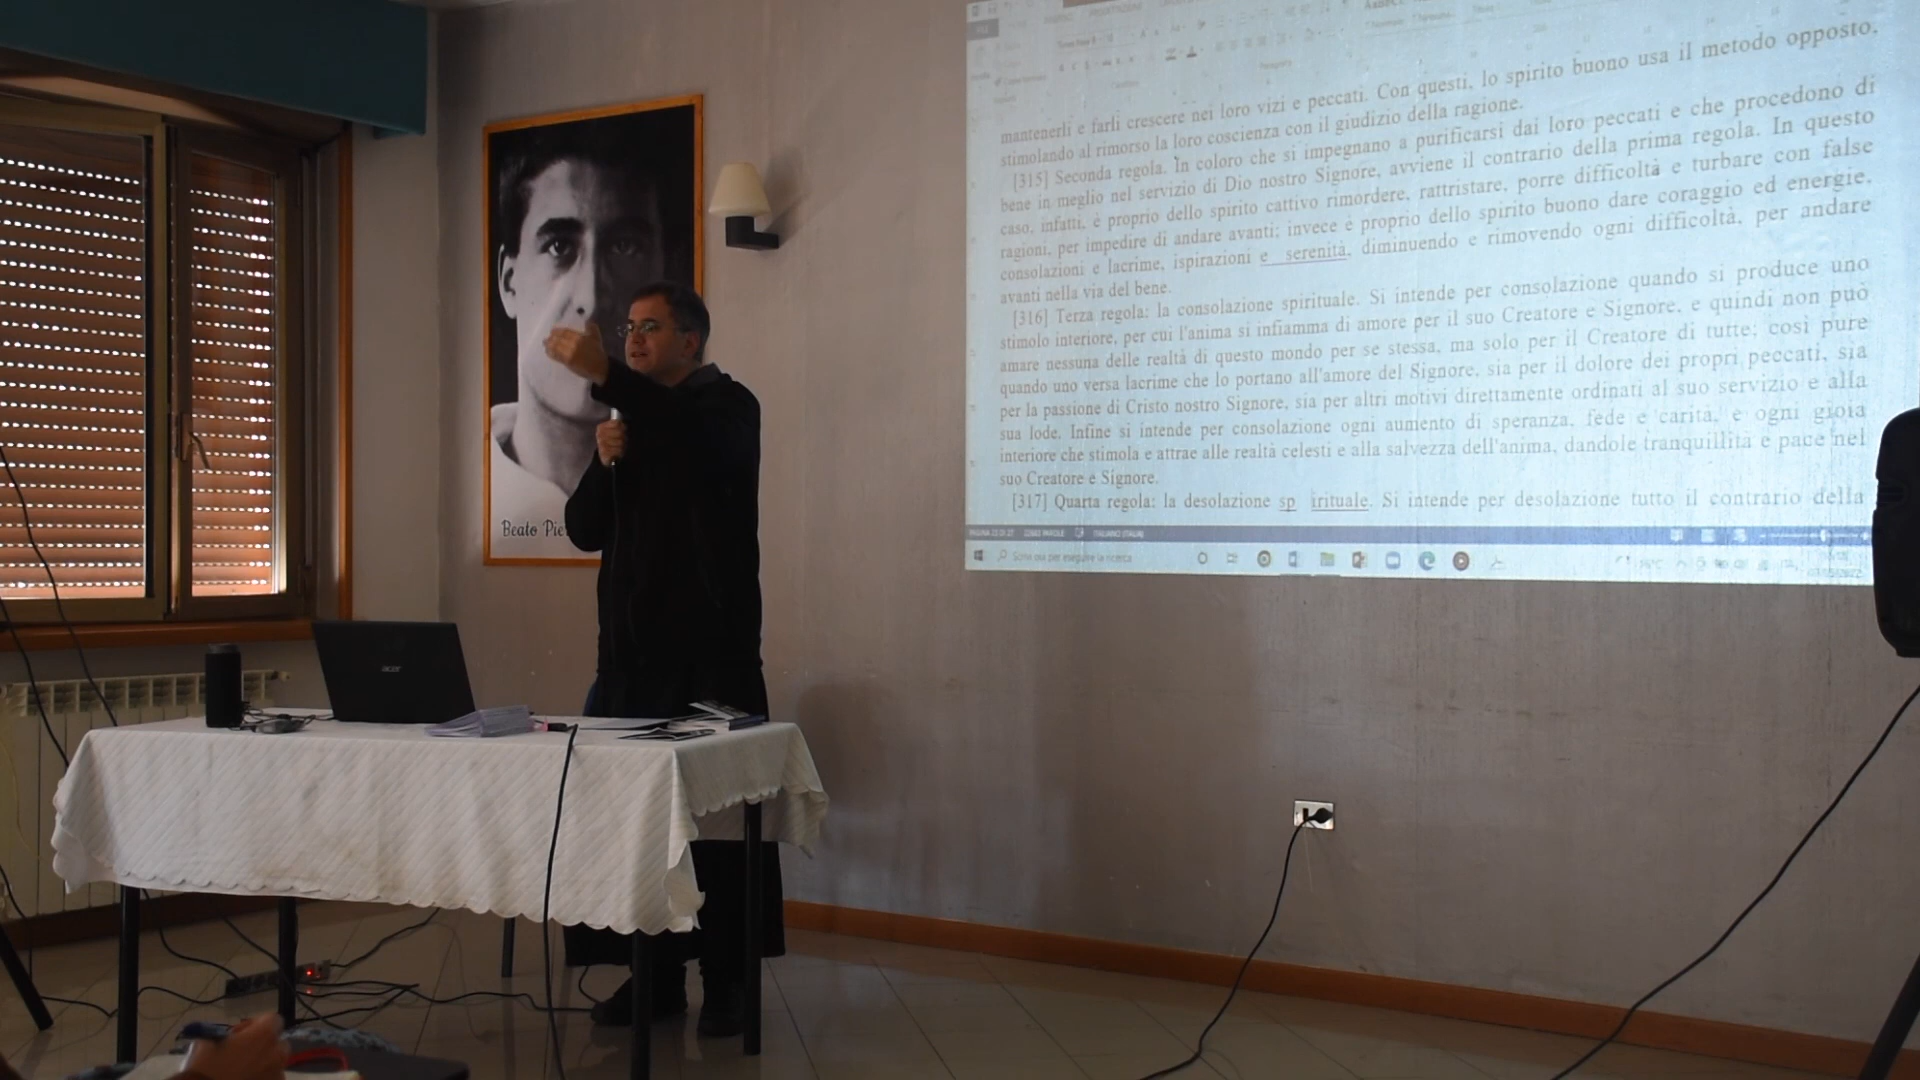 Beato Pie
acer
mantenerli e farli crescere nei loro vizi e peccati. Con questi, lo spirito buono usa il metodo opposto,
stimolando al rimorso la loro coscienza con il giudizio della ragione.
[315] Seconda regola. In coloro che si impegnano a purificarsi dai loro peccati e che procedono di
bene in meglio nel servizio di Dio nostro Signore, avviene il contrario della prima regola. In questo
caso, infatti, è proprio dello spirito cattivo rimordere, rattristare, porre difficoltà e turbare con false
ragioni, per impedire di andare avanti; invece è proprio dello spirito buono dare coraggio ed energie,
consolazioni e lacrime, ispirazioni e serenità, diminuendo e rimovendo ogni difficoltà, per andare
avanti nella via del bene.
[316] Terza regola: la consolazione spirituale. Si intende per consolazione quando si produce uno
stimolo interiore, per cui l'anima si infiamma di amore per il suo Creatore e Signore, e quindi non può
amare nessuna delle realtà di questo mondo per se stessa, ma solo per il Creatore di tutte; così pure
quando uno versa lacrime che lo portano all'amore del Signore, sia per il dolore dei propri peccati, sia
per la passione di Cristo nostro Signore, sia per altri motivi direttamente ordinati al suo servizio e alla
sua lode. Infine si intende per consolazione ogni aumento di speranza, fede e carità, e ogni gioia
interiore che stimola e attrae alle realtà celesti e alla salvezza dell'anima, dandole tranquillità e pace nel
suo Creatore e Signore.
[317] Quarta regola: la desolazione sp irituale. Si intende per desolazione tutto il contrario della
ITALIANO (ITALIA)